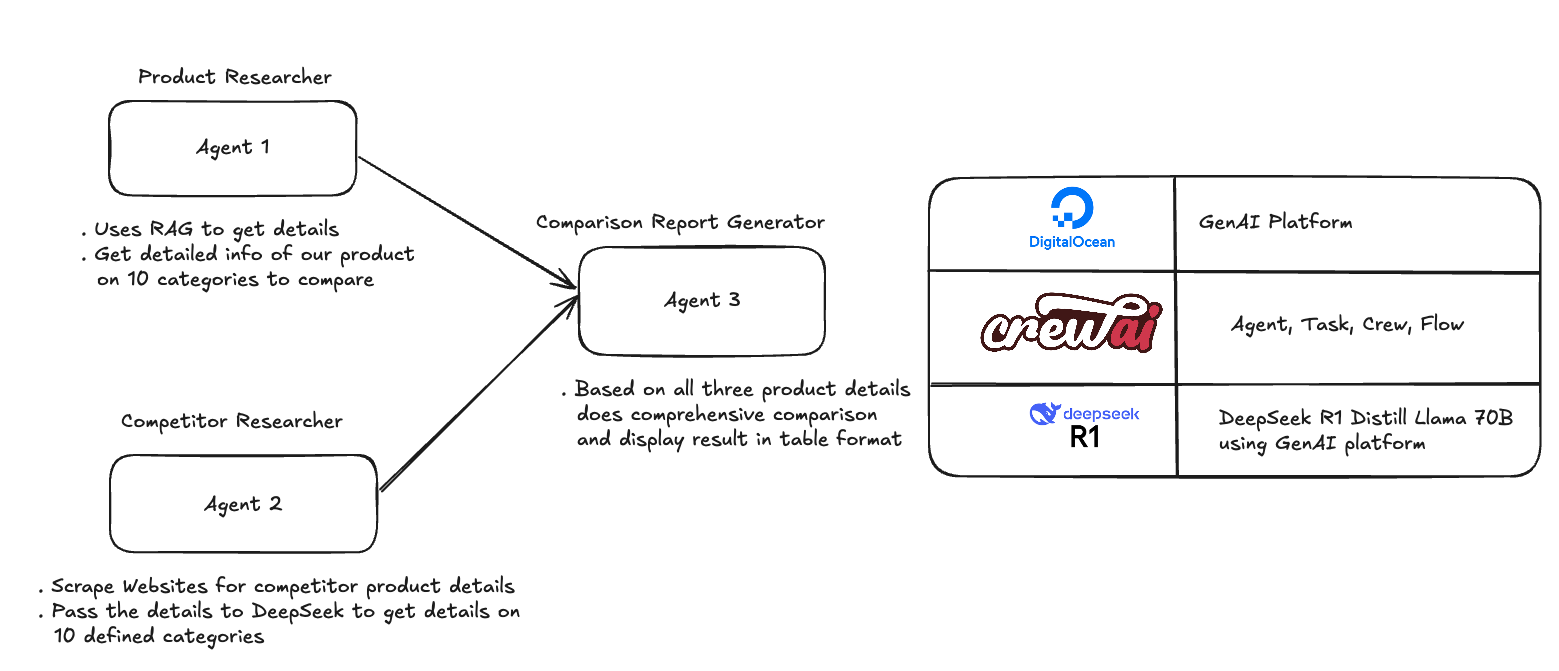 Product Researcher
Agent 1
. Uses RAG to get details
. Get detailed info of our product
on 10 categories to compare
Comparison Report Generator
Agent 3
. Based on all three product details
does comprehensive comparison
and display result in table format
Competitor Researcher
Agent 2
. Scrape Websites for competitor product details
. Pass the details to DeepSeek to get details on
10 defined categories
DigitalOcean
GenAI Platform
crewai
Agent, Task, Crew, Flow
deepseek
R1
DeepSeek R1 Distill Llama 70B
using GenAI platform